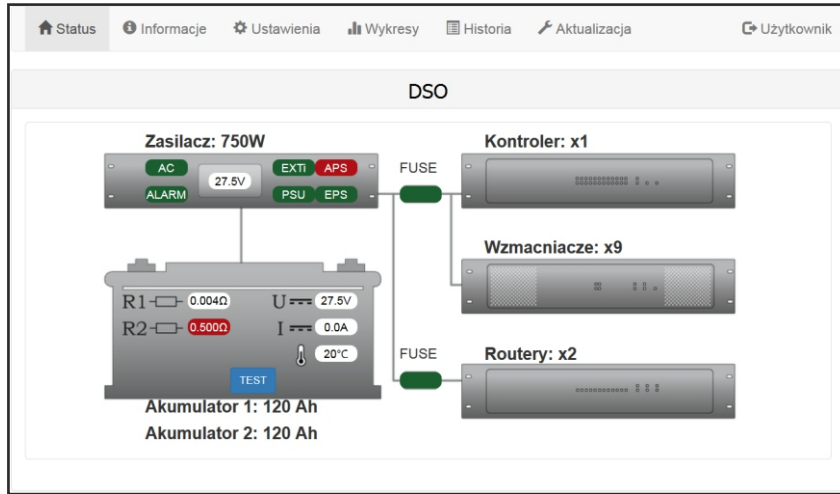 Status Informacje Ustawienia Wykresy Historia Aktualizacja Użytkownik
DSO
Zasilacz: 750W
Kontroler: x1
AC 27.5V EXTi APS
ALARM PSU EPS
FUSE
Wzmacniacze: x9
R1 0.004Ω U 27.5V
R2 0.500Ω I 0.0A
20°C
TEST
FUSE
Routery: x2
Akumulator 1: 120 Ah
Akumulator 2: 120 Ah